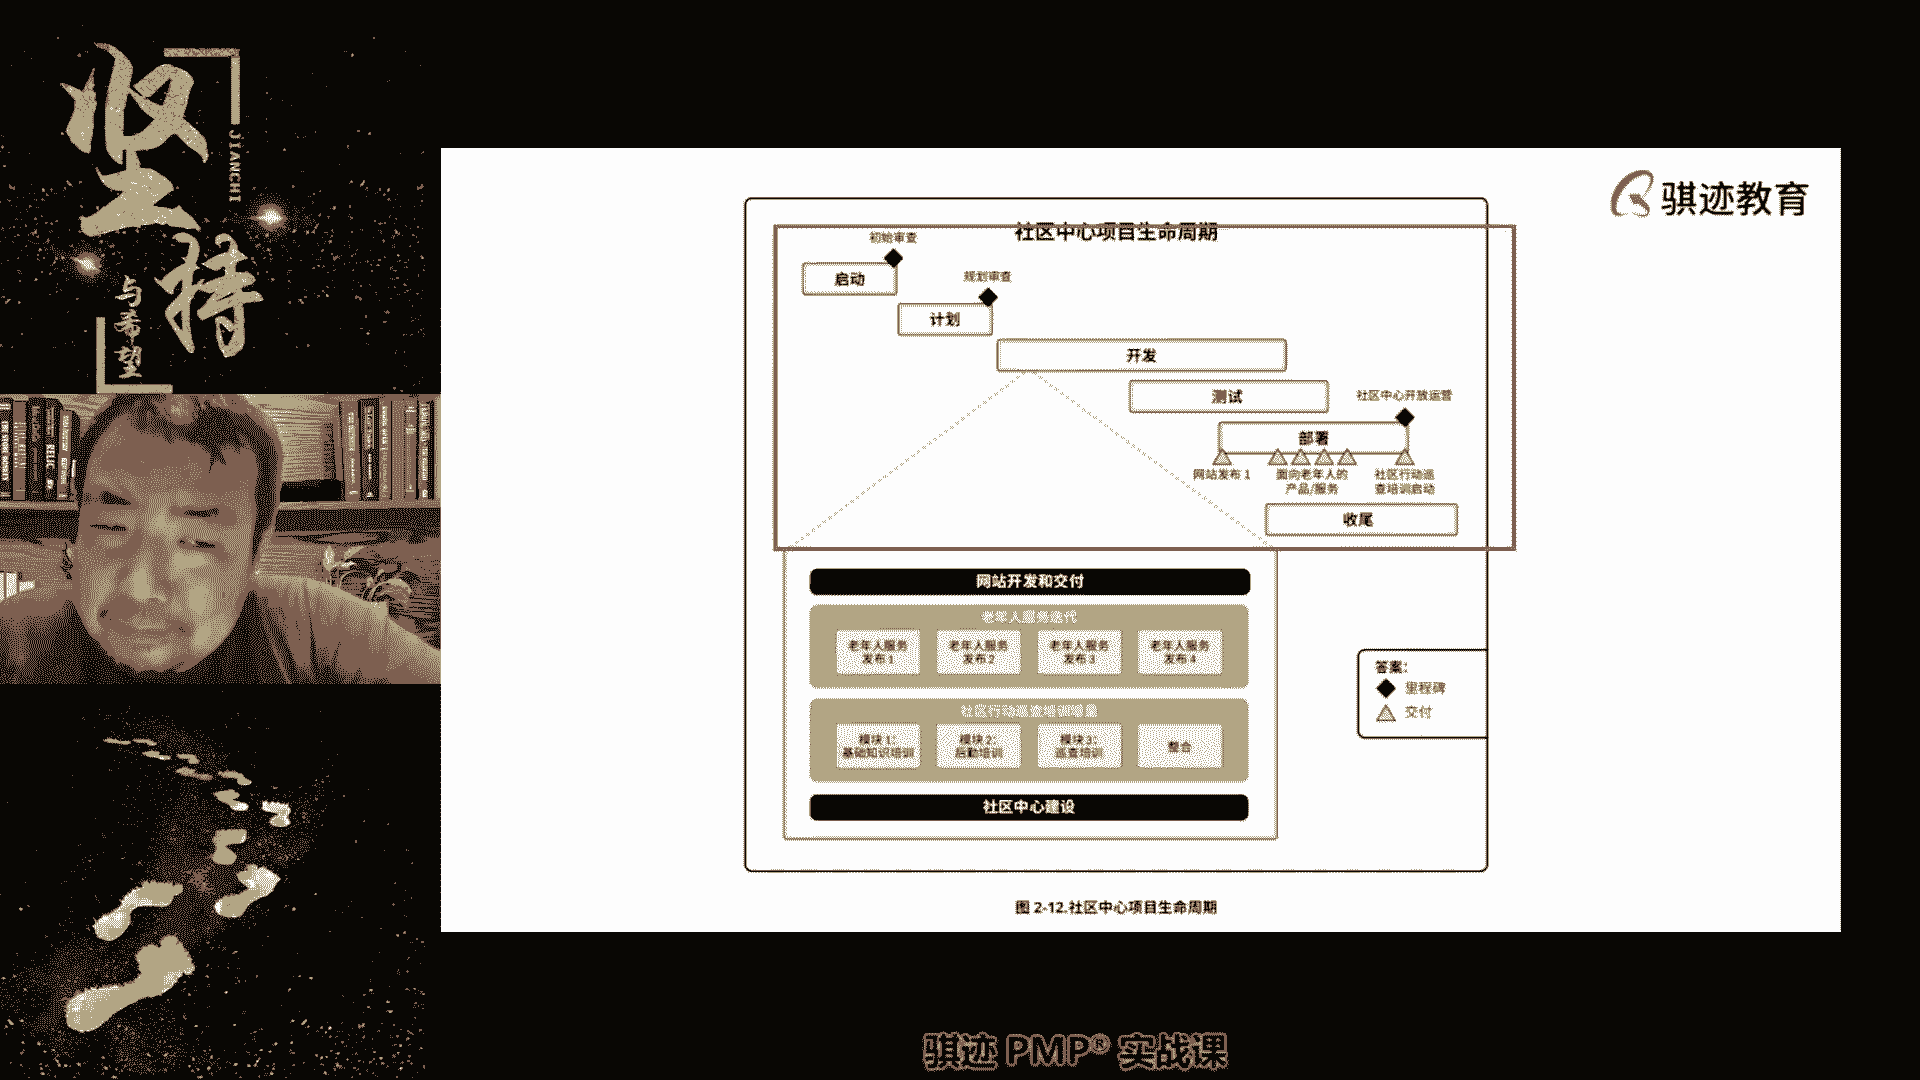 坚
JIANCHI
持
与希望
骐迹教育
社区中心项目生命周期
初始审查
启动
规划审查
计划
开发
测试
社区中心开放运营
部署
网站发布 1
面向老年人的
产品/服务
社区行动巡
查培训启动
收尾
网站开发和交付
老年人服务迭代
老年人服务
发布 1
老年人服务
发布 2
老年人服务
发布 3
老年人服务
发布 4
社区行动巡查培训增量
模块 1：
基础知识培训
模块 2：
后勤培训
模块 3：
巡查培训
整合
社区中心建设
答案：
里程碑
交付
图 2-12.社区中心项目生命周期
骐迹 PMP® 实战课